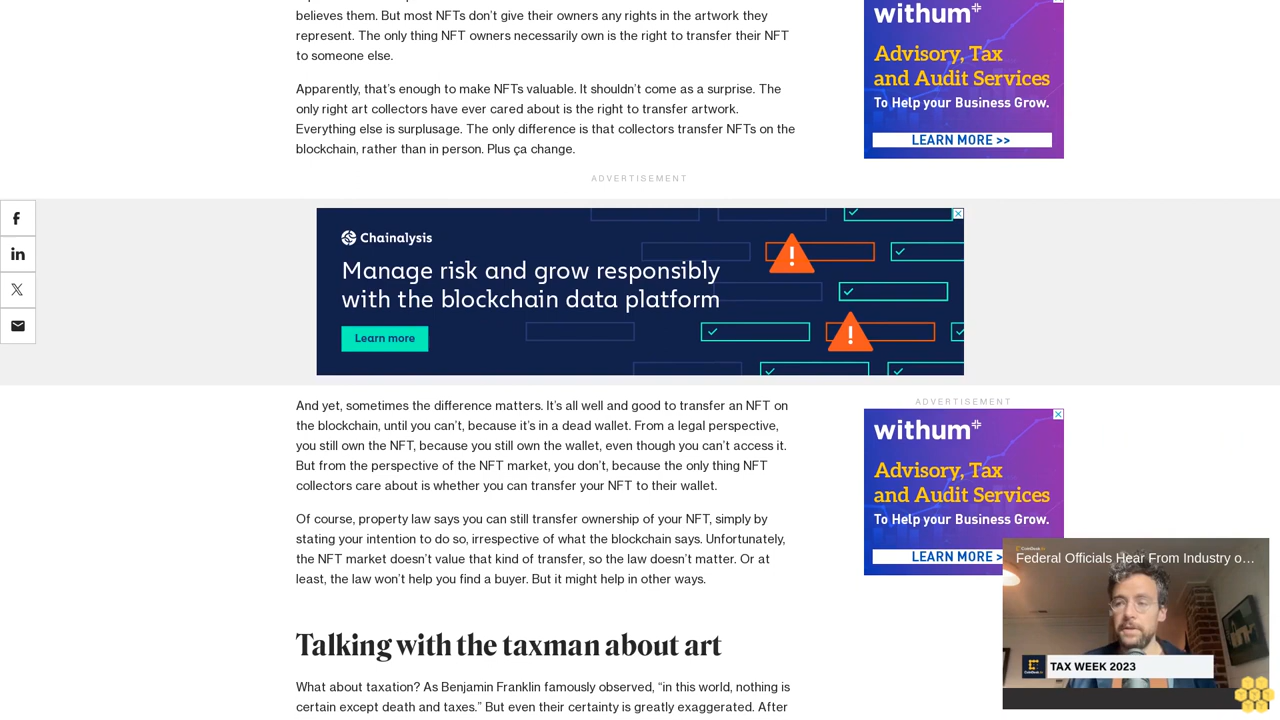 believes them. But most NFTs don’t give their owners any rights in the artwork they
represent. The only thing NFT owners necessarily own is the right to transfer their NFT
to someone else.
Apparently, that’s enough to make NFTs valuable. It shouldn’t come as a surprise. The
only right art collectors have ever cared about is the right to transfer artwork.
Everything else is surplusage. The only difference is that collectors transfer NFTs on the
blockchain, rather than in person. Plus ça change.
withum
Advisory, Tax
and Audit Services
To Help your Business Grow.
LEARN MORE >>
ADVERTISEMENT
Chainalysis
Manage risk and grow responsibly
with the blockchain data platform
Learn more
And yet, sometimes the difference matters. It’s all well and good to transfer an NFT on
the blockchain, until you can’t, because it’s in a dead wallet. From a legal perspective,
you still own the NFT, because you still own the wallet, even though you can’t access it.
But from the perspective of the NFT market, you don’t, because the only thing NFT
collectors care about is whether you can transfer your NFT to their wallet.
Of course, property law says you can still transfer ownership of your NFT, simply by
stating your intention to do so, irrespective of what the blockchain says. Unfortunately,
the NFT market doesn’t value that kind of transfer, so the law doesn’t matter. Or at
least, the law won’t help you find a buyer. But it might help in other ways.
ADVERTISEMENT
withum
Advisory, Tax
and Audit Services
To Help your Business Grow.
LEARN MORE >
Federal Officials Hear From Industry o…
TAX WEEK 2023
Talking with the taxman about art
What about taxation? As Benjamin Franklin famously observed, “in this world, nothing is
certain except death and taxes.” But even their certainty is greatly exaggerated. After